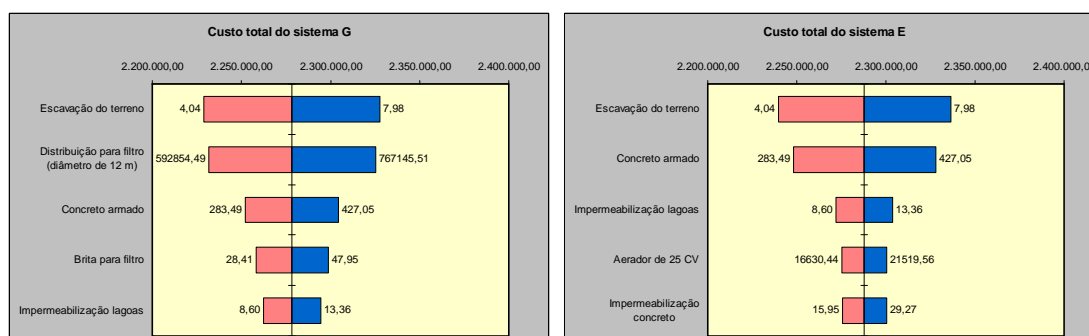 Custo total do sistema G
2.200.000,00 2.250.000,00 2.300.000,00 2.350.000,00 2.400.000,00
Escavação do terreno 4,04 7,98
Distribuição para filtro
(diâmetro de 12 m) 592854,49 767145,51
Concreto armado 283,49 427,05
Brita para filtro 28,41 47,95
Impermeabilização lagoas 8,60 13,36
Custo total do sistema E
2.200.000,00 2.250.000,00 2.300.000,00 2.350.000,00 2.400.000,00
Escavação do terreno 4,04 7,98
Concreto armado 283,49 427,05
Impermeabilização lagoas 8,60 13,36
Aerador de 25 CV 16630,44 21519,56
Impermeabilização
concreto 15,95 29,27